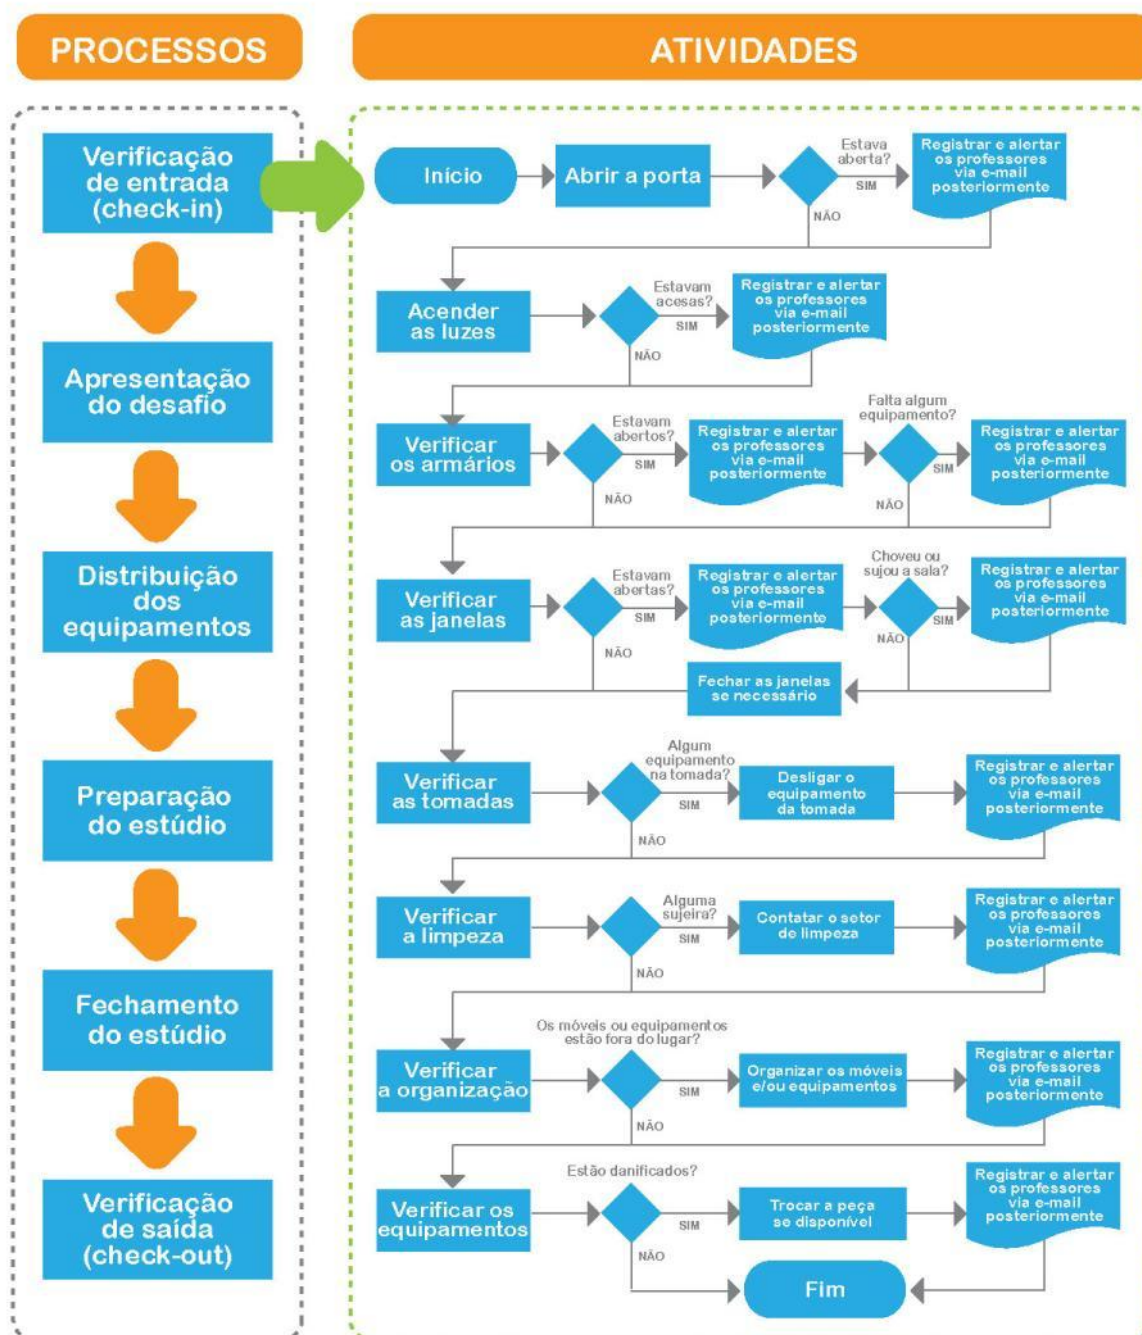 PROCESSOS
ATIVIDADES
Verificação
de entrada
(check-in)
Apresentação
do desafio
Distribuição
dos
equipamentos
Preparação
do estúdio
Fechamento
do estúdio
Verificação
de saída
(check-out)
Início
Abrir a porta
Estava
aberta?
SIM
NÃO
Registrar e alertar
os professores
via e-mail
posteriormente
Acender
as luzes
Estavam
acesas?
SIM
NÃO
Registrar e alertar
os professores
via e-mail
posteriormente
Verificar
os armários
Estavam
abertos?
SIM
NÃO
Registrar e alertar
os professores
via e-mail
posteriormente
Falta algum
equipamento?
SIM
NÃO
Registrar e alertar
os professores
via e-mail
posteriormente
Verificar
as janelas
Estavam
abertas?
SIM
NÃO
Registrar e alertar
os professores
via e-mail
posteriormente
Choveu ou
sujou a sala?
SIM
NÃO
Registrar e alertar
os professores
via e-mail
posteriormente
Fechar as janelas
se necessário
Verificar
as tomadas
Algum
equipamento
na tomada?
SIM
NÃO
Desligar o
equipamento
da tomada
Registrar e alertar
os professores
via e-mail
posteriormente
Verificar
a limpeza
Alguma
sujeira?
SIM
NÃO
Contatar o setor
de limpeza
Registrar e alertar
os professores
via e-mail
posteriormente
Verificar
a organização
Os móveis ou equipamentos
estão fora do lugar?
SIM
NÃO
Organizar os móveis
e/ou equipamentos
Registrar e alertar
os professores
via e-mail
posteriormente
Verificar os
equipamentos
Estão danificados?
SIM
NÃO
Trocar a peça
se disponível
Registrar e alertar
os professores
via e-mail
posteriormente
Fim